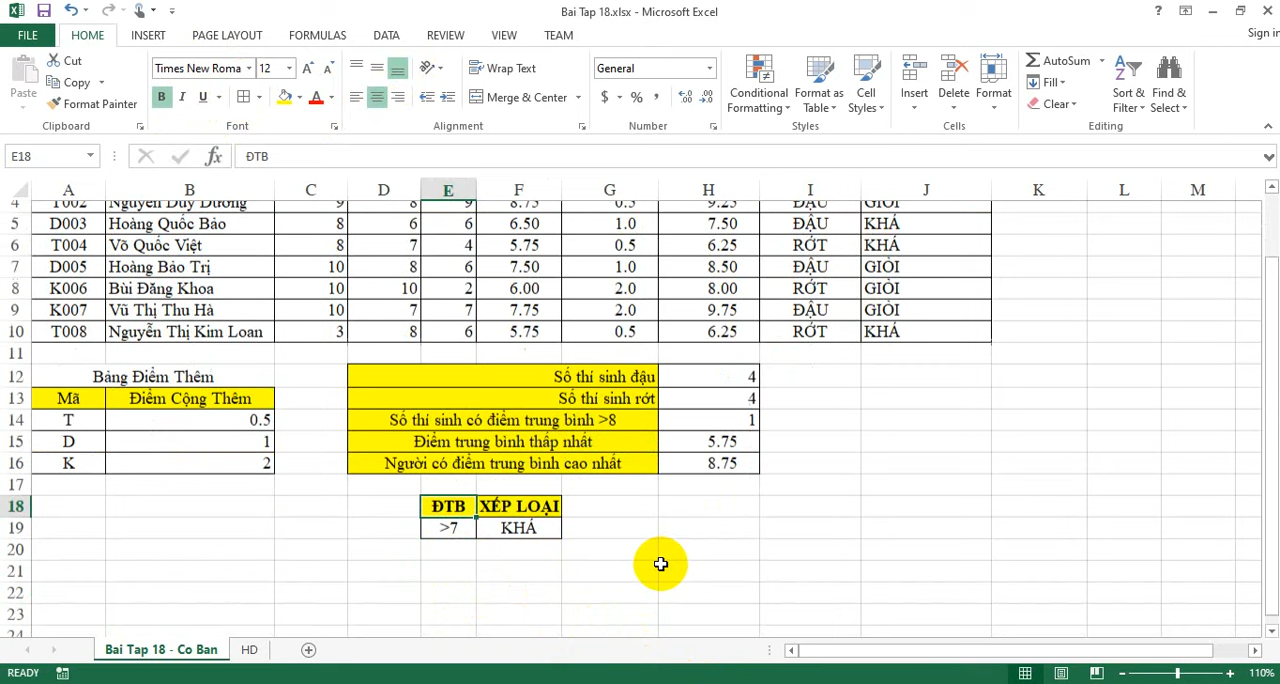 Bai Tap 18.xlsx - Microsoft Excel
?
FILE HOME INSERT PAGE LAYOUT FORMULAS DATA REVIEW VIEW TEAM Sign in
Paste Cut Copy Format Painter
Clipboard
Times New Roma 12 A A
B I U A
Font
Wrap Text
Merge & Center
Alignment
General
$ % ,
Number
Conditional Formatting Format as Table Cell Styles
Styles
Insert Delete Format
Cells
AutoSum Fill Clear Sort & Filter Find & Select
Editing
E18 fx ĐTB
A B C D E F G H I J K L M
4 T002 Nguyễn Duy Dương 9 8 9 8.75 0.5 9.25 ĐẬU GIỎI
5 D003 Hoàng Quốc Bảo 8 6 6 6.50 1.0 7.50 ĐẬU KHÁ
6 T004 Võ Quốc Việt 8 7 4 5.75 0.5 6.25 RỚT KHÁ
7 D005 Hoàng Bảo Trị 10 8 6 7.50 1.0 8.50 ĐẬU GIỎI
8 K006 Bùi Đăng Khoa 10 10 2 6.00 2.0 8.00 RỚT GIỎI
9 K007 Vũ Thị Thu Hà 10 7 7 7.75 2.0 9.75 ĐẬU GIỎI
10 T008 Nguyễn Thị Kim Loan 3 8 6 5.75 0.5 6.25 RỚT KHÁ
11
12 Bảng Điểm Thêm Số thí sinh đậu 4
13 Mã Điểm Cộng Thêm Số thí sinh rớt 4
14 T 0.5 Số thí sinh có điểm trung bình >8 1
15 D 1 Điểm trung bình thấp nhất 5.75
16 K 2 Người có điểm trung bình cao nhất 8.75
17
18 ĐTB XẾP LOẠI
19 >7 KHÁ
20
21
22
23
24
Bai Tap 18 - Co Ban HD
READY 110%